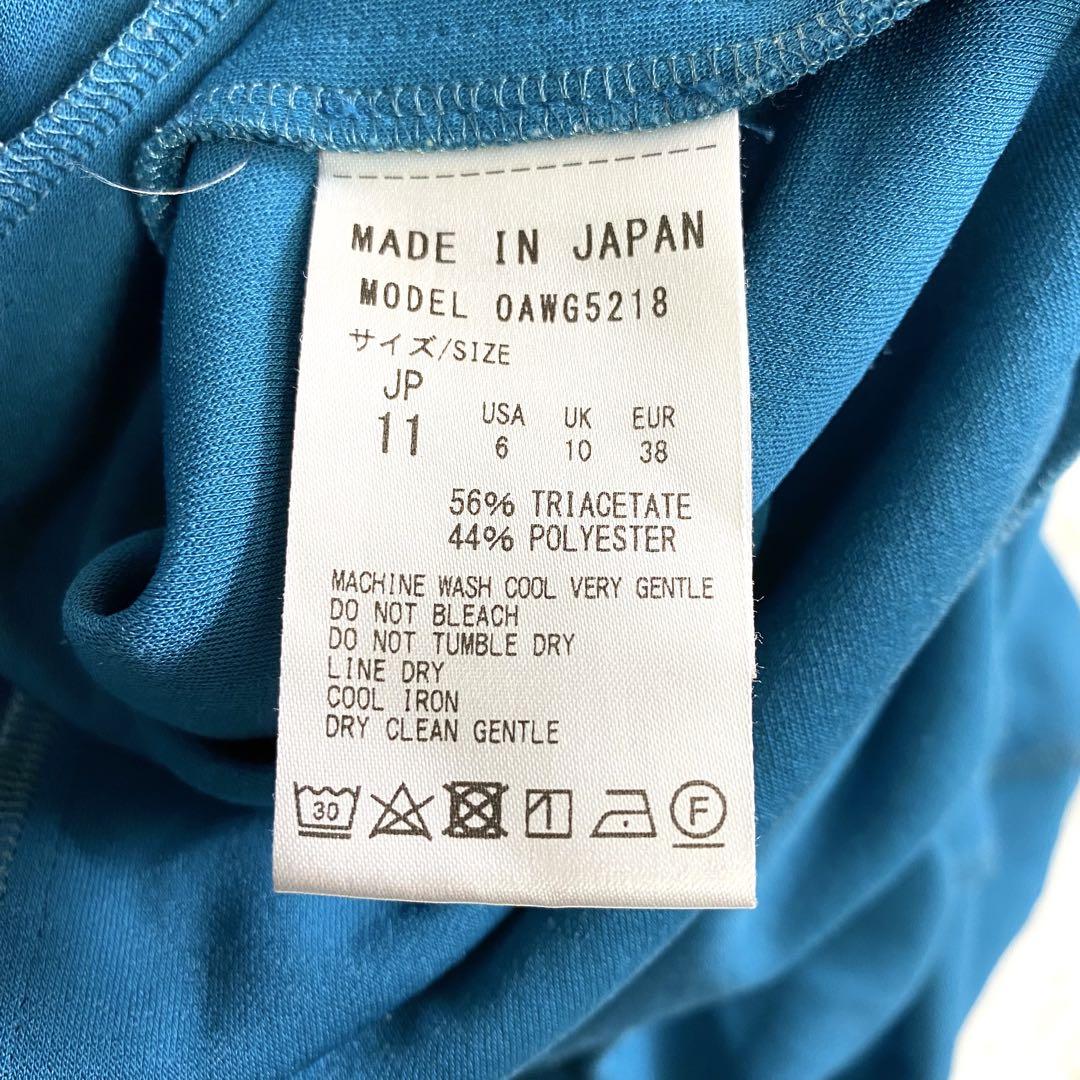 MADE IN JAPAN
MODEL OAWG5218
サイズ/SIZE
JP USA UK EUR
11 6 10 38
56% TRIACETATE
44% POLYESTER
MACHINE WASH COOL VERY GENTLE
DO NOT BLEACH
DO NOT TUMBLE DRY
LINE DRY
COOL IRON
DRY CLEAN GENTLE
30 F